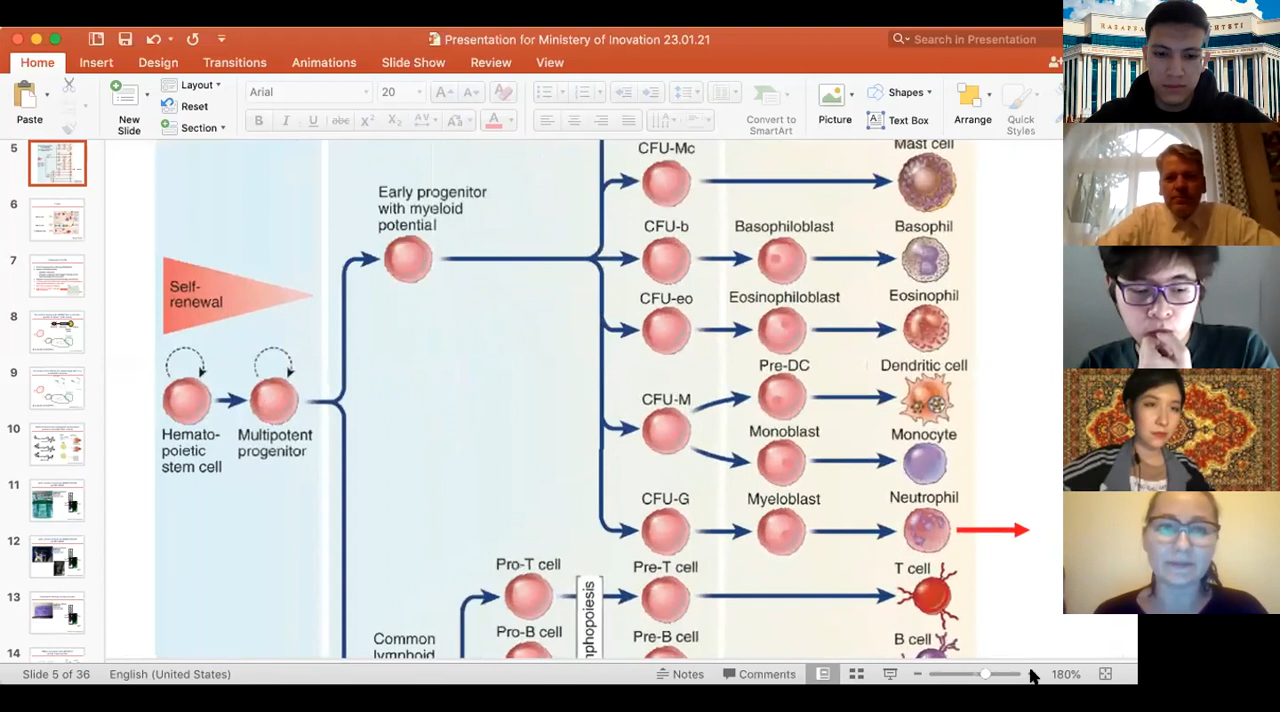 Presentation for Ministery of Inovation 23.01.21
Search in Presentation
Home
Insert
Design
Transitions
Animations
Slide Show
Review
View
Paste
New
Slide
Layout
Reset
Section
Arial
20
Convert to
SmartArt
Picture
Shapes
Text Box
Arrange
Quick
Styles
5
6
7
8
9
10
11
12
13
14
CFU-Mc
Mast cell
Early progenitor
with myeloid
potential
CFU-b
Basophiloblast
Basophil
Self-
renewal
CFU-eo
Eosinophiloblast
Eosinophil
Pre-DC
Dendritic cell
CFU-M
Monoblast
Monocyte
Hemato-
poietic
stem cell
Multipotent
progenitor
CFU-G
Myeloblast
Neutrophil
Pro-T cell
Pre-T cell
T cell
Pro-B cell
Pre-B cell
B cell
Common
lymphoid
Slide 5 of 36
English (United States)
Notes
Comments
180%